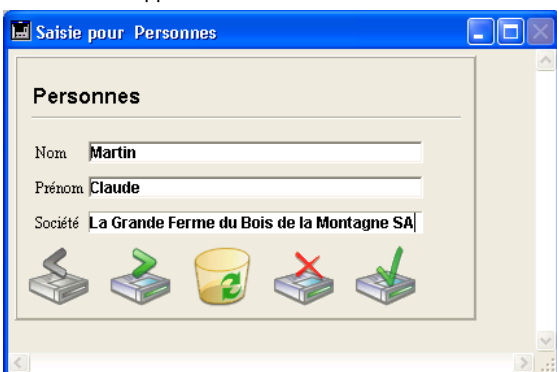 Saisie pour Personnes
Personnes
Nom Martin
Prénom Claude
Société La Grande Ferme du Bois de la Montagne SA